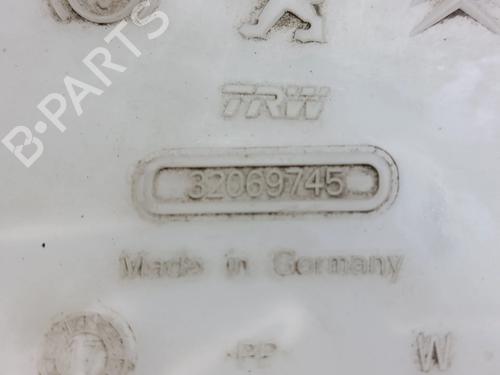 B-PARTS
TRW
32069745
Made in Germany
PP
W